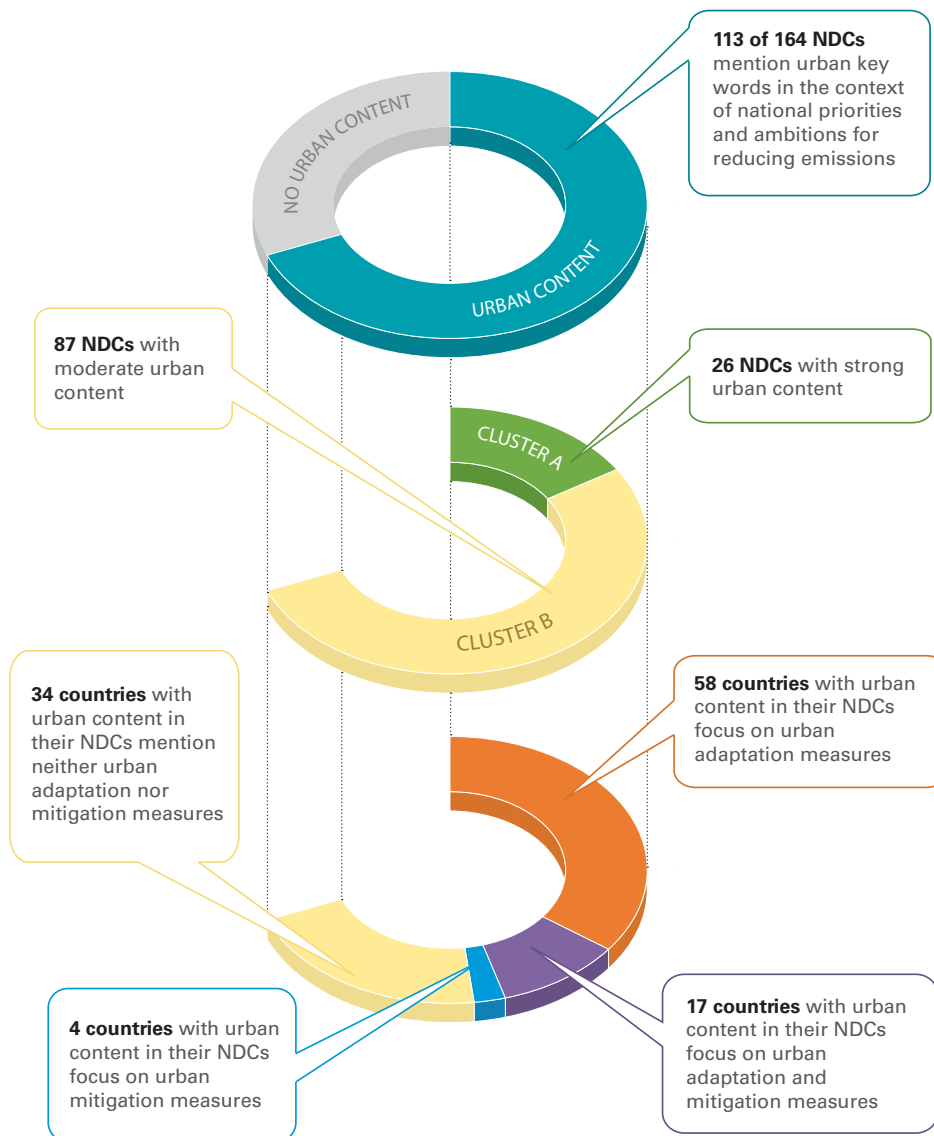 113 of 164 NDCs
mention urban key
words in the context
of national priorities
and ambitions for
reducing emissions
NO URBAN CONTENT
URBAN CONTENT
87 NDCs with
moderate urban
content
26 NDCs with strong
urban content
CLUSTER A
CLUSTER B
34 countries with
urban content in
their NDCs mention
neither urban
adaptation nor
mitigation measures
58 countries with urban
content in their NDCs
focus on urban
adaptation measures
4 countries with urban
content in their NDCs
focus on urban
mitigation measures
17 countries with urban
content in their NDCs
focus on urban
adaptation and
mitigation measures